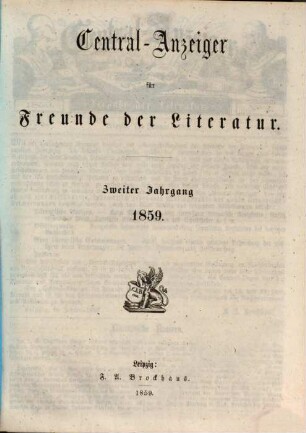 Central-Anzeiger
für
Freunde der Literatur.
Zweiter Jahrgang
1859.
Leipzig:
F. A. Brockhaus.
1859.